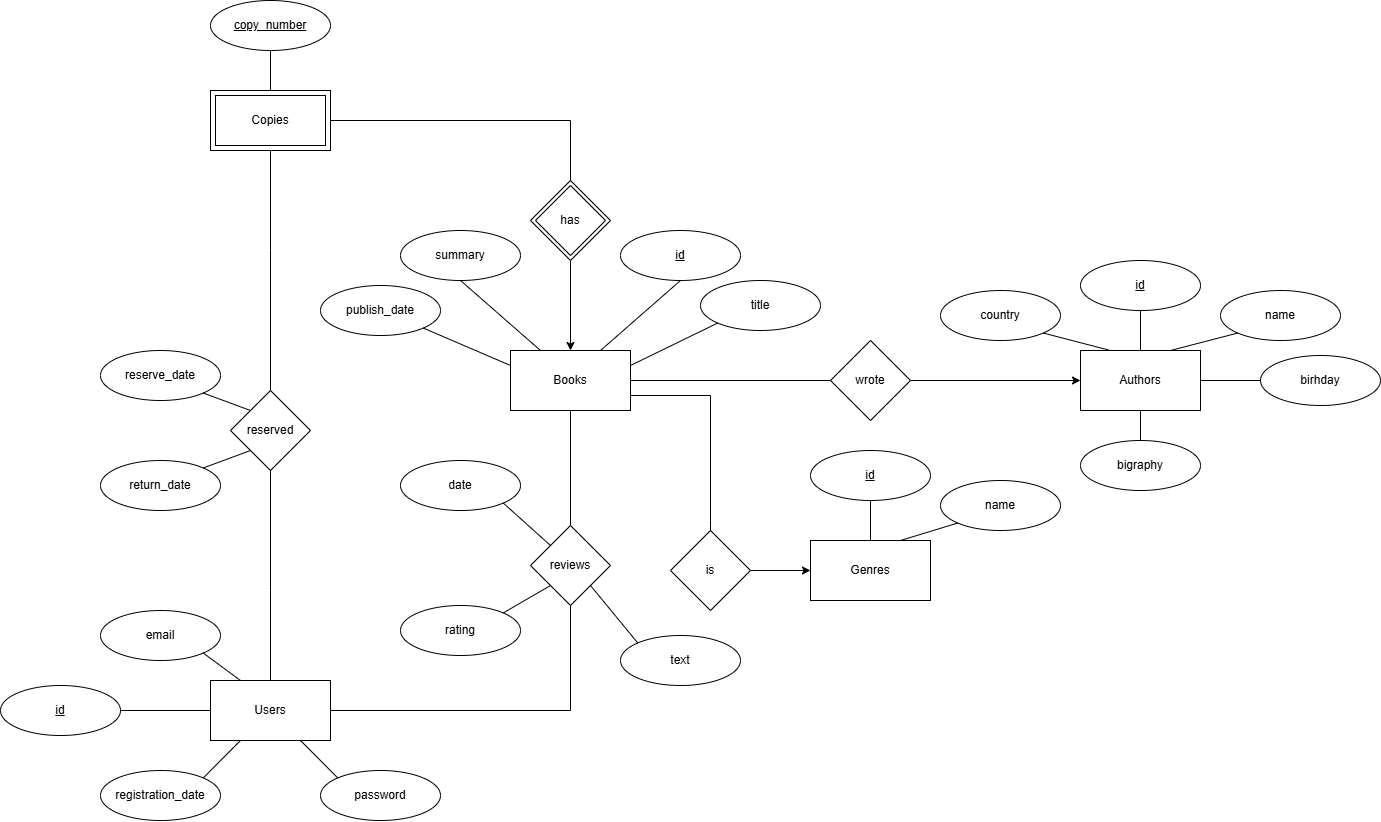 copy_number
Copies
has
summary
id
publish_date
title
id
country
name
reserve_date
Books
wrote
Authors
birhday
reserved
bigraphy
return_date
date
id
name
reviews
is
Genres
email
rating
text
id
Users
registration_date
password